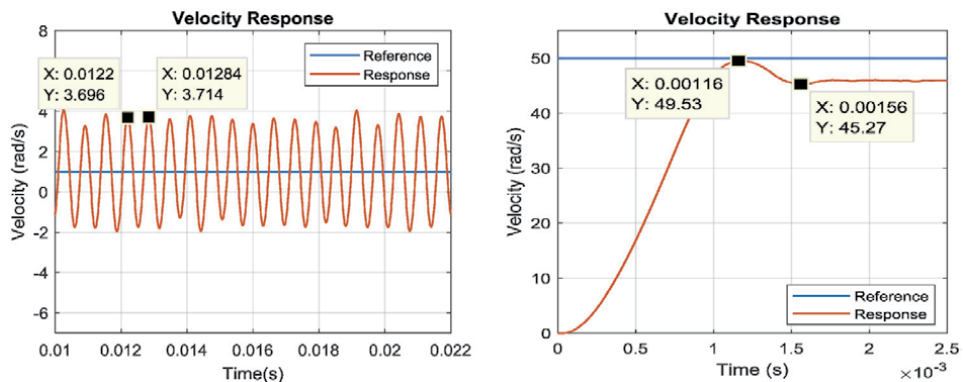 Velocity Response
8
6
4
2
0
-2
-4
-6
Velocity (rad/s)
X: 0.0122
Y: 3.696
X: 0.01284
Y: 3.714
Reference
Response
0.01 0.012 0.014 0.016 0.018 0.02 0.022
Time(s)
Velocity Response
50
40
30
20
10
0
Velocity (rad/s)
X: 0.00116
Y: 49.53
X: 0.00156
Y: 45.27
Reference
Response
0 0.5 1 1.5 2 2.5
Time (s)
×10⁻³